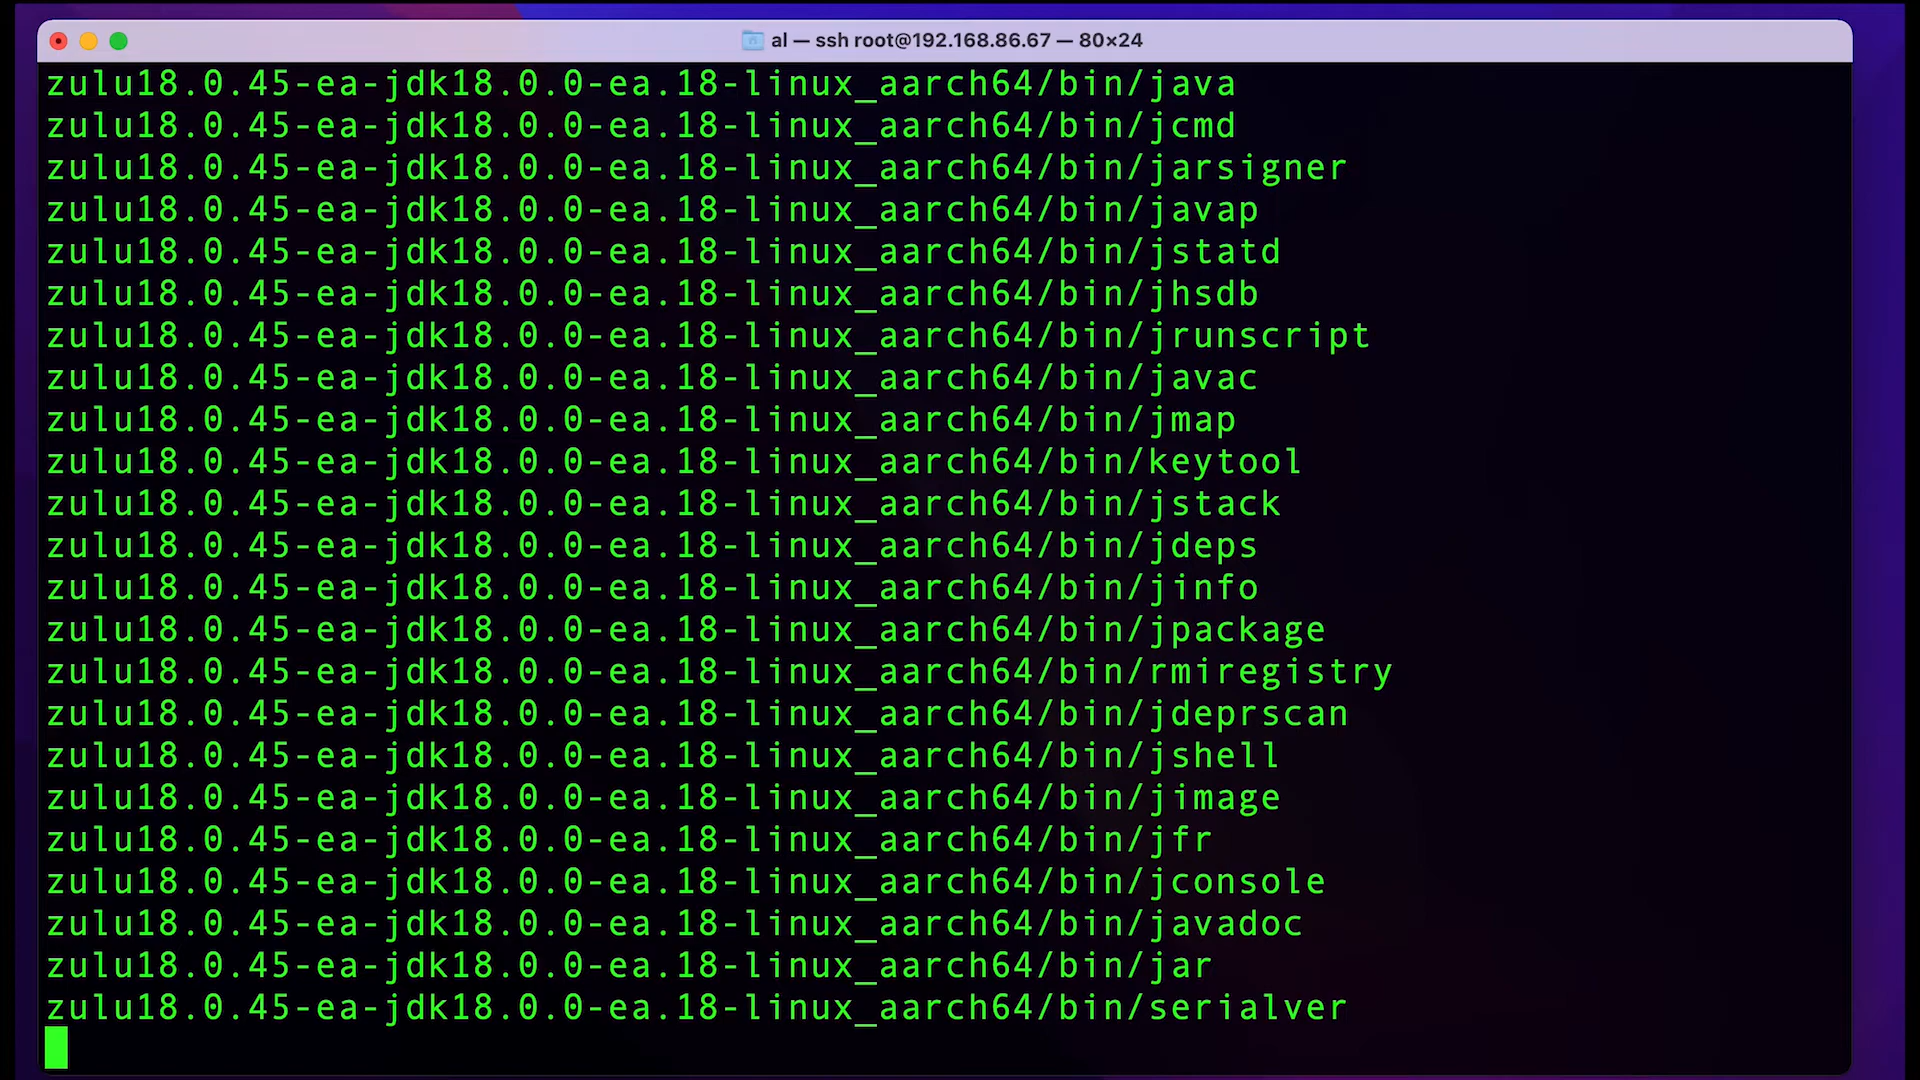 al — ssh root@192.168.86.67 — 80×24
zulu18.0.45-ea-jdk18.0.0-ea.18-linux_aarch64/bin/java
zulu18.0.45-ea-jdk18.0.0-ea.18-linux_aarch64/bin/jcmd
zulu18.0.45-ea-jdk18.0.0-ea.18-linux_aarch64/bin/jarsigner
zulu18.0.45-ea-jdk18.0.0-ea.18-linux_aarch64/bin/javap
zulu18.0.45-ea-jdk18.0.0-ea.18-linux_aarch64/bin/jstatd
zulu18.0.45-ea-jdk18.0.0-ea.18-linux_aarch64/bin/jhsdb
zulu18.0.45-ea-jdk18.0.0-ea.18-linux_aarch64/bin/jrunscript
zulu18.0.45-ea-jdk18.0.0-ea.18-linux_aarch64/bin/javac
zulu18.0.45-ea-jdk18.0.0-ea.18-linux_aarch64/bin/jmap
zulu18.0.45-ea-jdk18.0.0-ea.18-linux_aarch64/bin/keytool
zulu18.0.45-ea-jdk18.0.0-ea.18-linux_aarch64/bin/jstack
zulu18.0.45-ea-jdk18.0.0-ea.18-linux_aarch64/bin/jdeps
zulu18.0.45-ea-jdk18.0.0-ea.18-linux_aarch64/bin/jinfo
zulu18.0.45-ea-jdk18.0.0-ea.18-linux_aarch64/bin/jpackage
zulu18.0.45-ea-jdk18.0.0-ea.18-linux_aarch64/bin/rmiregistry
zulu18.0.45-ea-jdk18.0.0-ea.18-linux_aarch64/bin/jdeprscan
zulu18.0.45-ea-jdk18.0.0-ea.18-linux_aarch64/bin/jshell
zulu18.0.45-ea-jdk18.0.0-ea.18-linux_aarch64/bin/jimage
zulu18.0.45-ea-jdk18.0.0-ea.18-linux_aarch64/bin/jfr
zulu18.0.45-ea-jdk18.0.0-ea.18-linux_aarch64/bin/jconsole
zulu18.0.45-ea-jdk18.0.0-ea.18-linux_aarch64/bin/javadoc
zulu18.0.45-ea-jdk18.0.0-ea.18-linux_aarch64/bin/jar
zulu18.0.45-ea-jdk18.0.0-ea.18-linux_aarch64/bin/serialver